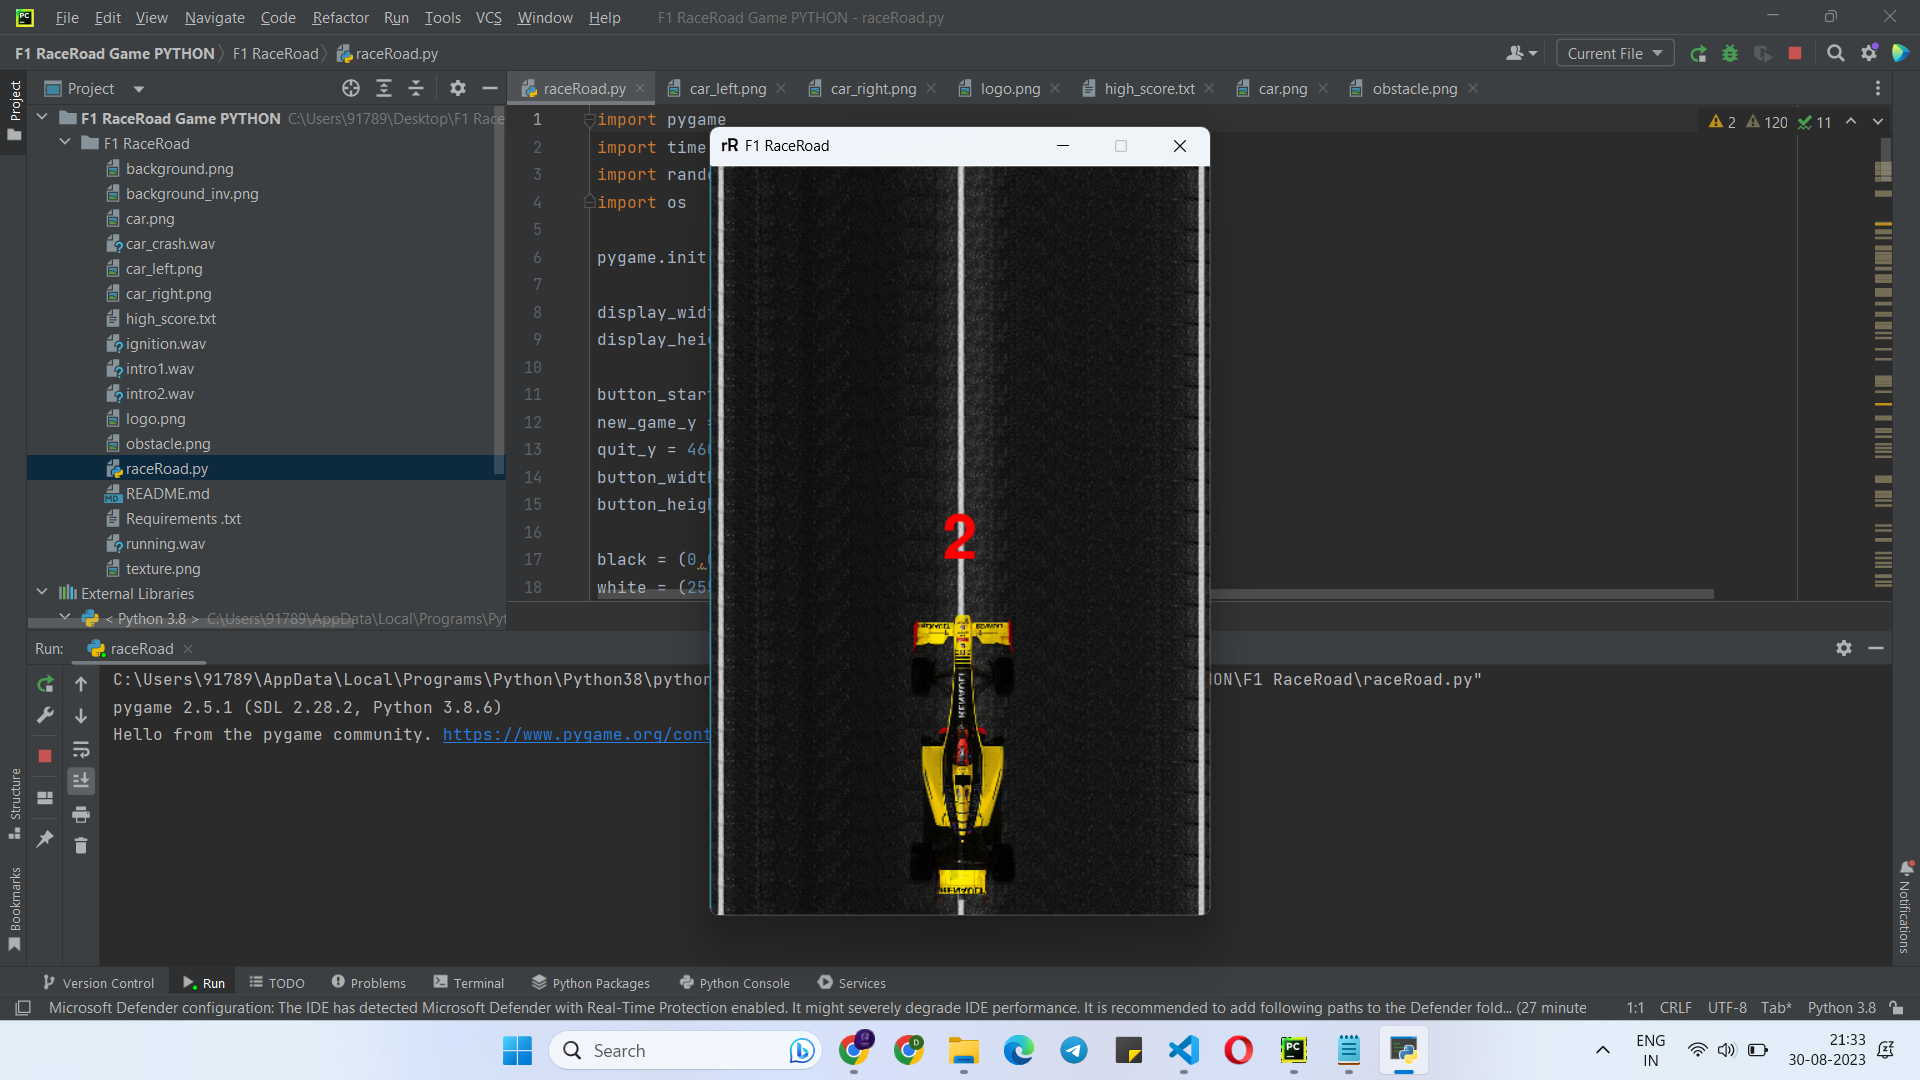 File Edit View Navigate Code Refactor Run Tools VCS Window Help F1 RaceRoad Game PYTHON - raceRoad.py
F1 RaceRoad Game PYTHON F1 RaceRoad raceRoad.py
Current File
Project
raceRoad.py car_left.png car_right.png logo.png high_score.txt car.png obstacle.png
Project
F1 RaceRoad Game PYTHON C:\Users\91789\Desktop\F1 Race
F1 RaceRoad
background.png
background_inv.png
car.png
car_crash.wav
car_left.png
car_right.png
high_score.txt
ignition.wav
intro1.wav
intro2.wav
logo.png
obstacle.png
raceRoad.py
README.md
Requirements .txt
running.wav
texture.png
External Libraries
< Python 3.8 > C:\Users\91789\AppData\Local\Programs\Pyt
1 import pygame
2 import time
3 import rand
4 import os
5
6 pygame.init
7
8 display_wid
9 display_hei
10
11 button_star
12 new_game_y =
13 quit_y = 460
14 button_widt
15 button_heig
16
17 black = (0,
18 white = (255
2 120 11
rR F1 RaceRoad
2
RENAULT
RENAULT
Run: raceRoad
C:\Users\91789\AppData\Local\Programs\Python\Python38\python
ON\F1 RaceRoad\raceRoad.py"
pygame 2.5.1 (SDL 2.28.2, Python 3.8.6)
Hello from the pygame community. https://www.pygame.org/cont
Structure
Bookmarks
Notifications
Version Control Run TODO Problems Terminal Python Packages Python Console Services
Microsoft Defender configuration: The IDE has detected Microsoft Defender with Real-Time Protection enabled. It might severely degrade IDE performance. It is recommended to add following paths to the Defender fold... (27 minute 1:1 CRLF UTF-8 Tab* Python 3.8
Search
ENG
IN
21:33
30-08-2023